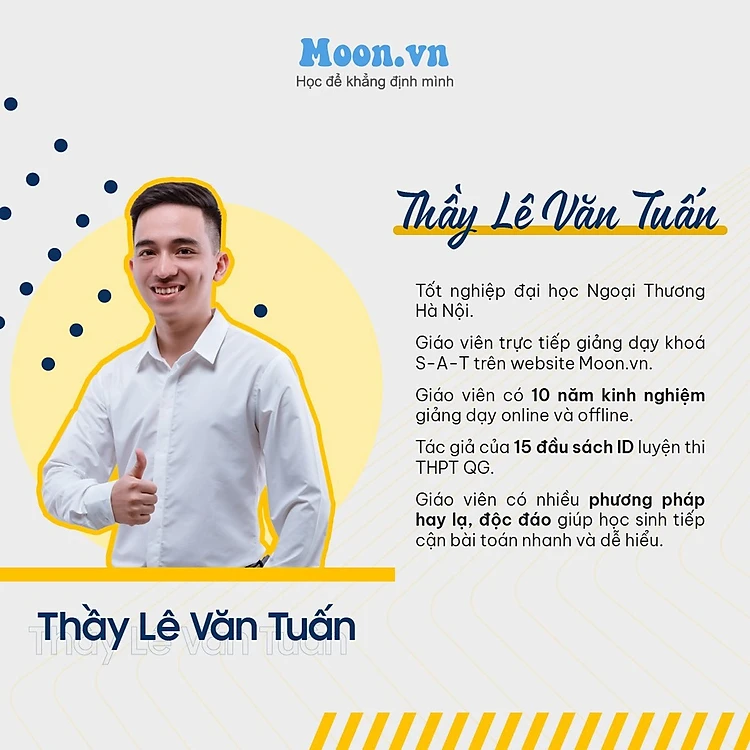 Moon.vn
Học để khẳng định mình
Thầy Lê Văn Tuấn
Tốt nghiệp đại học Ngoại Thương
Hà Nội.
Giáo viên trực tiếp giảng dạy khoá
S-A-T trên website Moon.vn.
Giáo viên có 10 năm kinh nghiệm
giảng dạy online và offline.
Tác giả của 15 đầu sách ID luyện thi
THPT QG.
Giáo viên có nhiều phương pháp
hay lạ, độc đáo giúp học sinh tiếp
cận bài toán nhanh và dễ hiểu.
Thầy Lê Văn Tuấn
Thầy Lê Văn Tuấn